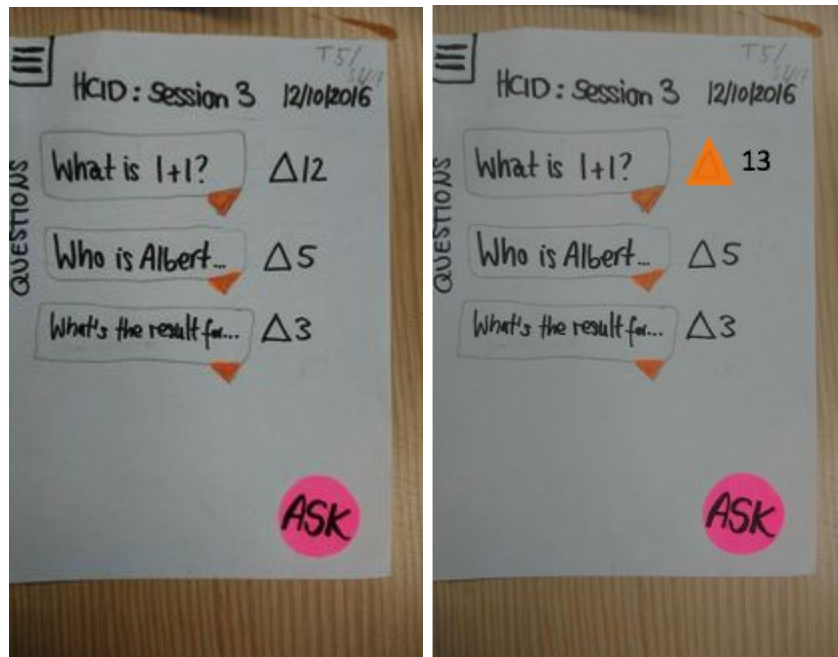 T5/
HCID: Session 3 12/10/2016
QUESTIONS
What is 1+1? △12
Who is Albert... △5
What's the result for... △3
ASK
T5/
HCID: Session 3 12/10/2016
QUESTIONS
What is 1+1? 13
Who is Albert... △5
What's the result for... △3
ASK